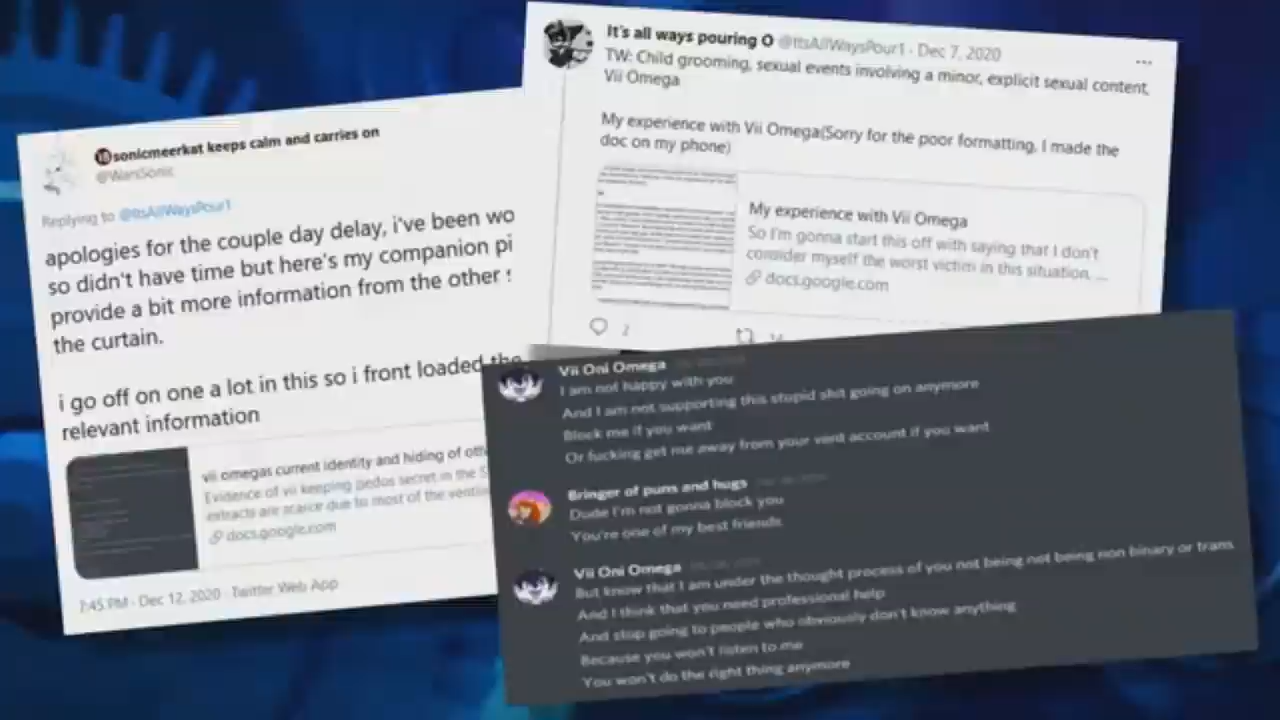 sonicmeerkat keeps calm and carries on
@WariSonic
Replying to @ItsAllWaysPour1
apologies for the couple day delay, i've been wo
so didn't have time but here's my companion pi
provide a bit more information from the other
the curtain.
i go off on one a lot in this so i front loaded the
relevant information
vii omegas current identity and hiding of oth
Evidence of vii keeping pedos secret in the S
extracts are scarce due to most of the ventin
docs.google.com
7:45 PM · Dec 12, 2020 · Twitter Web App
It's all ways pouring O @ItsAllWaysPour1 · Dec 7, 2020
TW: Child grooming, sexual events involving a minor, explicit sexual content,
Vii Omega
My experience with Vii Omega(Sorry for the poor formatting, I made the
doc on my phone)
My experience with Vii Omega
So I'm gonna start this off with saying that I don't
consider myself the worst victim in this situation, ...
docs.google.com
2
Vii Oni Omega
I am not happy with you
And I am not supporting this stupid shit going on anymore
Block me if you want
Or fucking get me away from your vent account if you want
Bringer of puns and hugs
Dude I'm not gonna block you
You're one of my best friends
Vii Oni Omega
But know that I am under the thought process of you not being not being non binary or trans
And I think that you need professional help
And stop going to people who obviously don't know anything
Because you won't listen to me
You won't do the right thing anymore